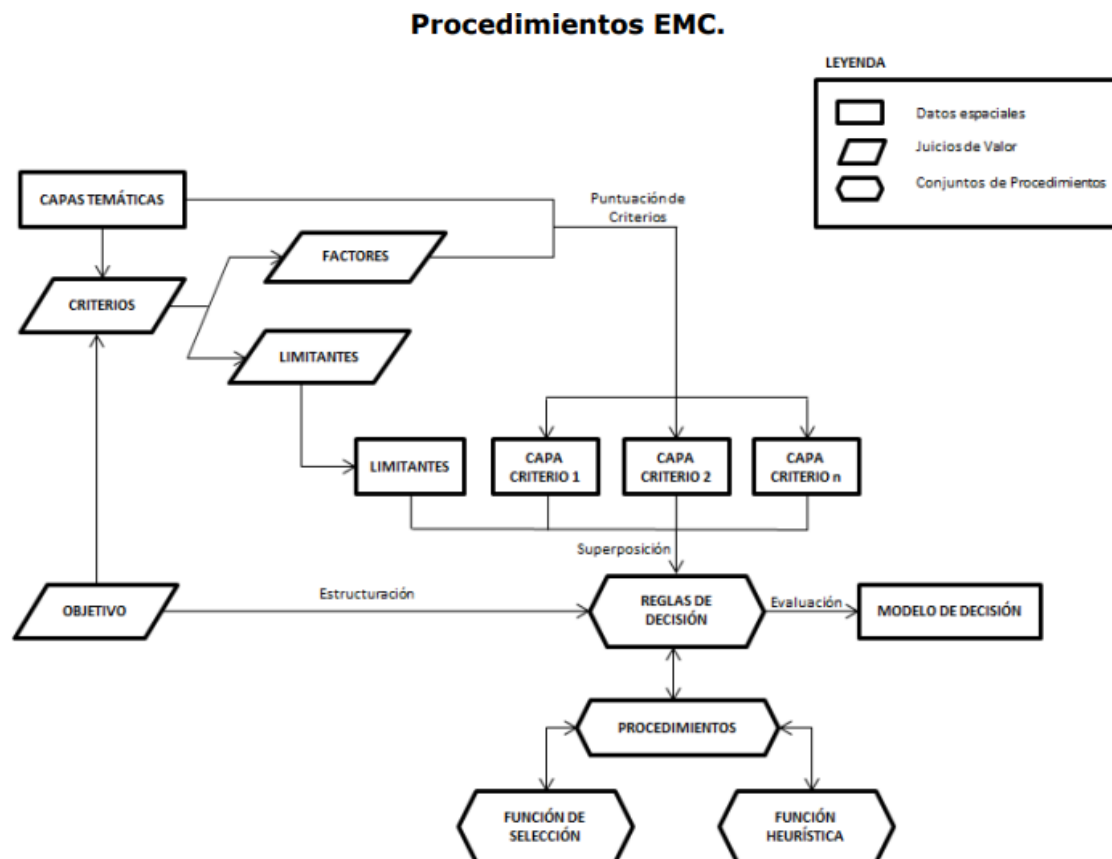 Procedimientos EMC.
LEYENDA
Datos espaciales
Juicios de Valor
Conjuntos de Procedimientos
CAPAS TEMÁTICAS
Puntuación de
Criterios
FACTORES
CRITERIOS
LIMITANTES
LIMITANTES
CAPA
CRITERIO 1
CAPA
CRITERIO 2
CAPA
CRITERIO n
Superposición
OBJETIVO
Estructuración
REGLAS DE
DECISIÓN
Evaluación
MODELO DE DECISIÓN
PROCEDIMIENTOS
FUNCIÓN DE
SELECCIÓN
FUNCIÓN
HEURÍSTICA